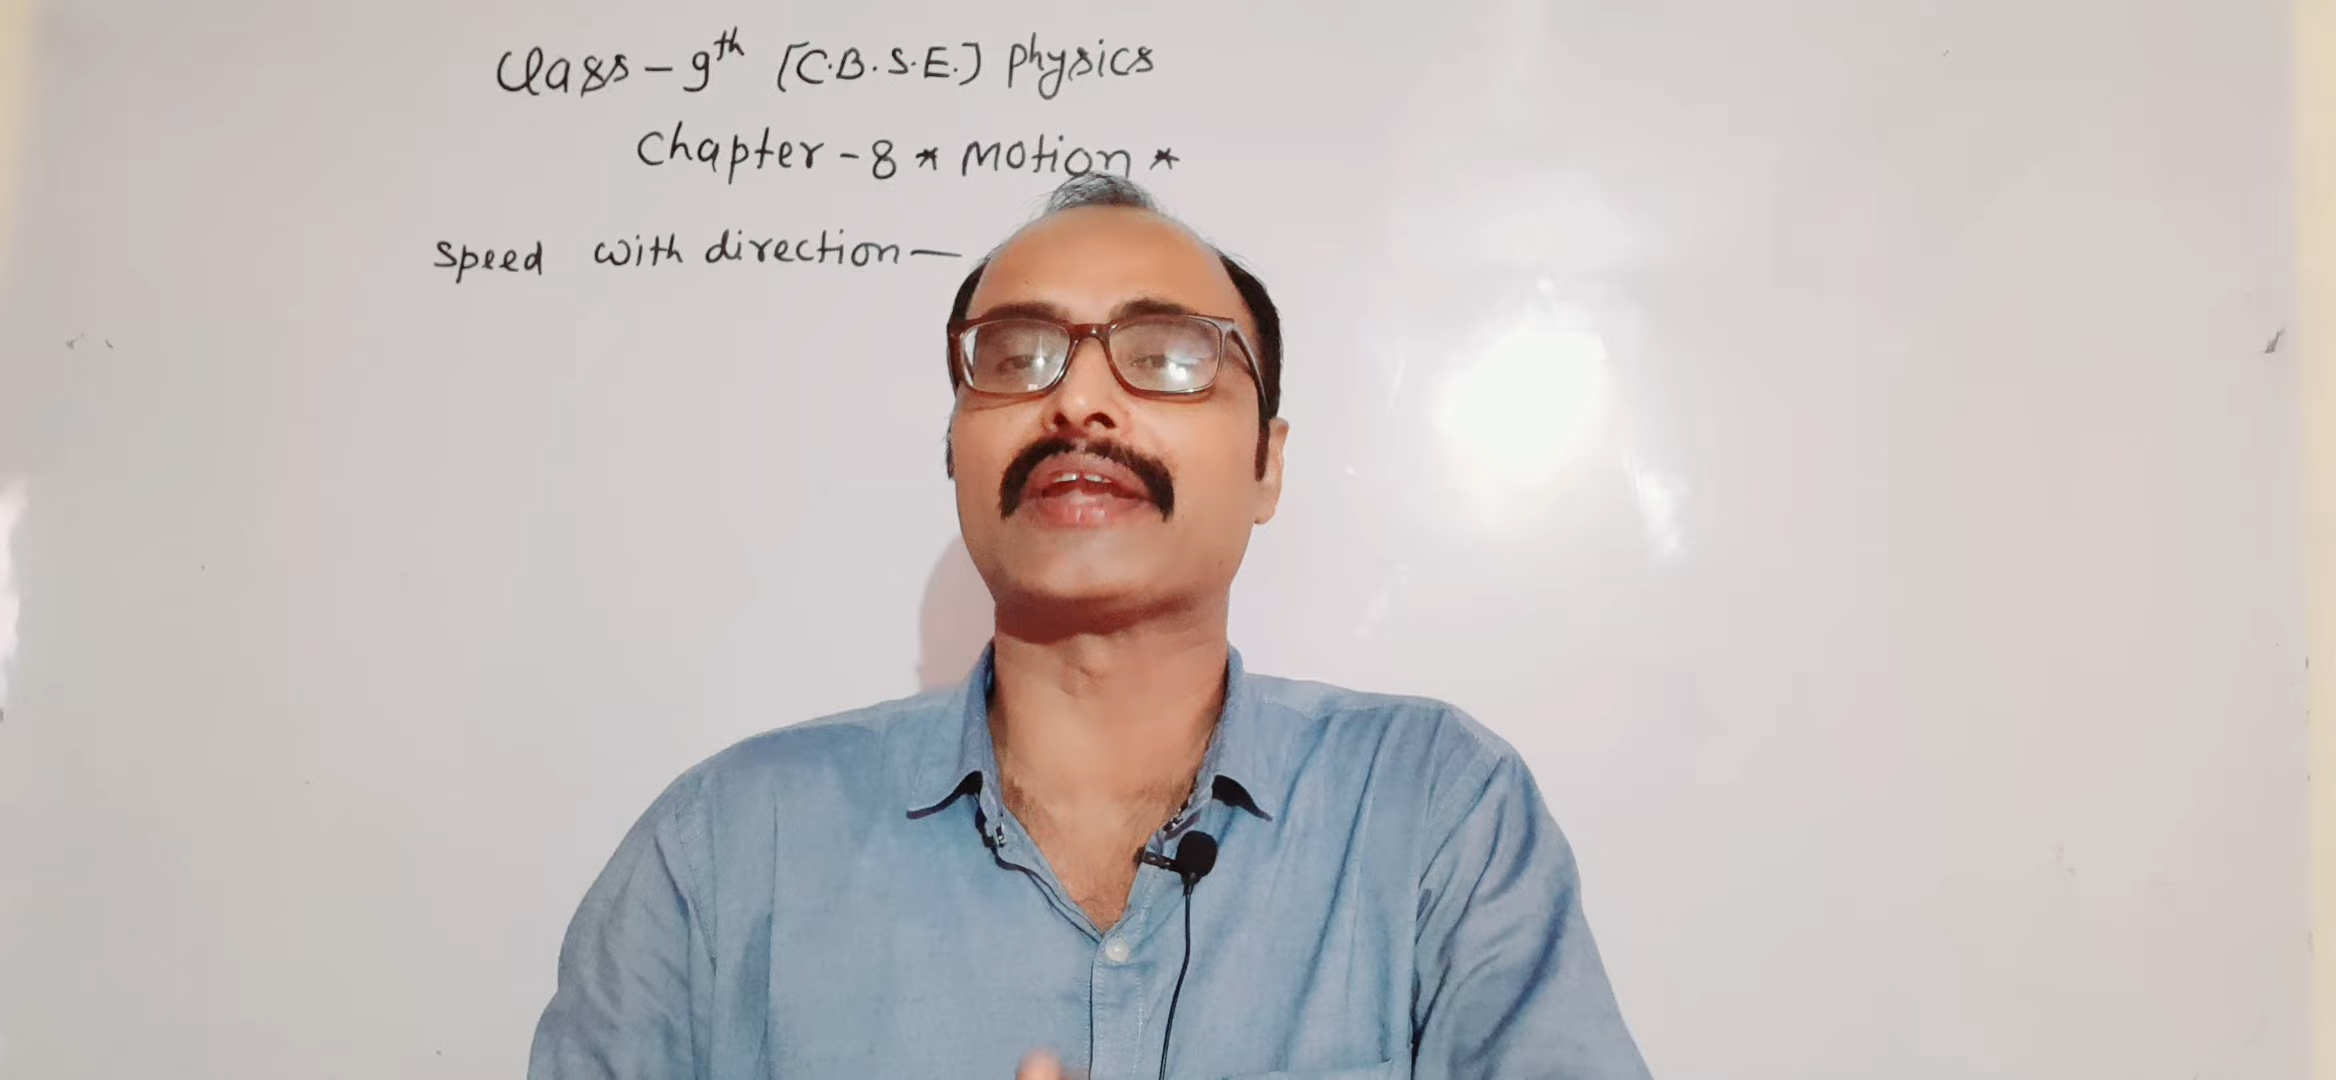 Class - 9th [C.B.S.E.] Physics
Chapter - 8 * Motion *
Speed with direction —